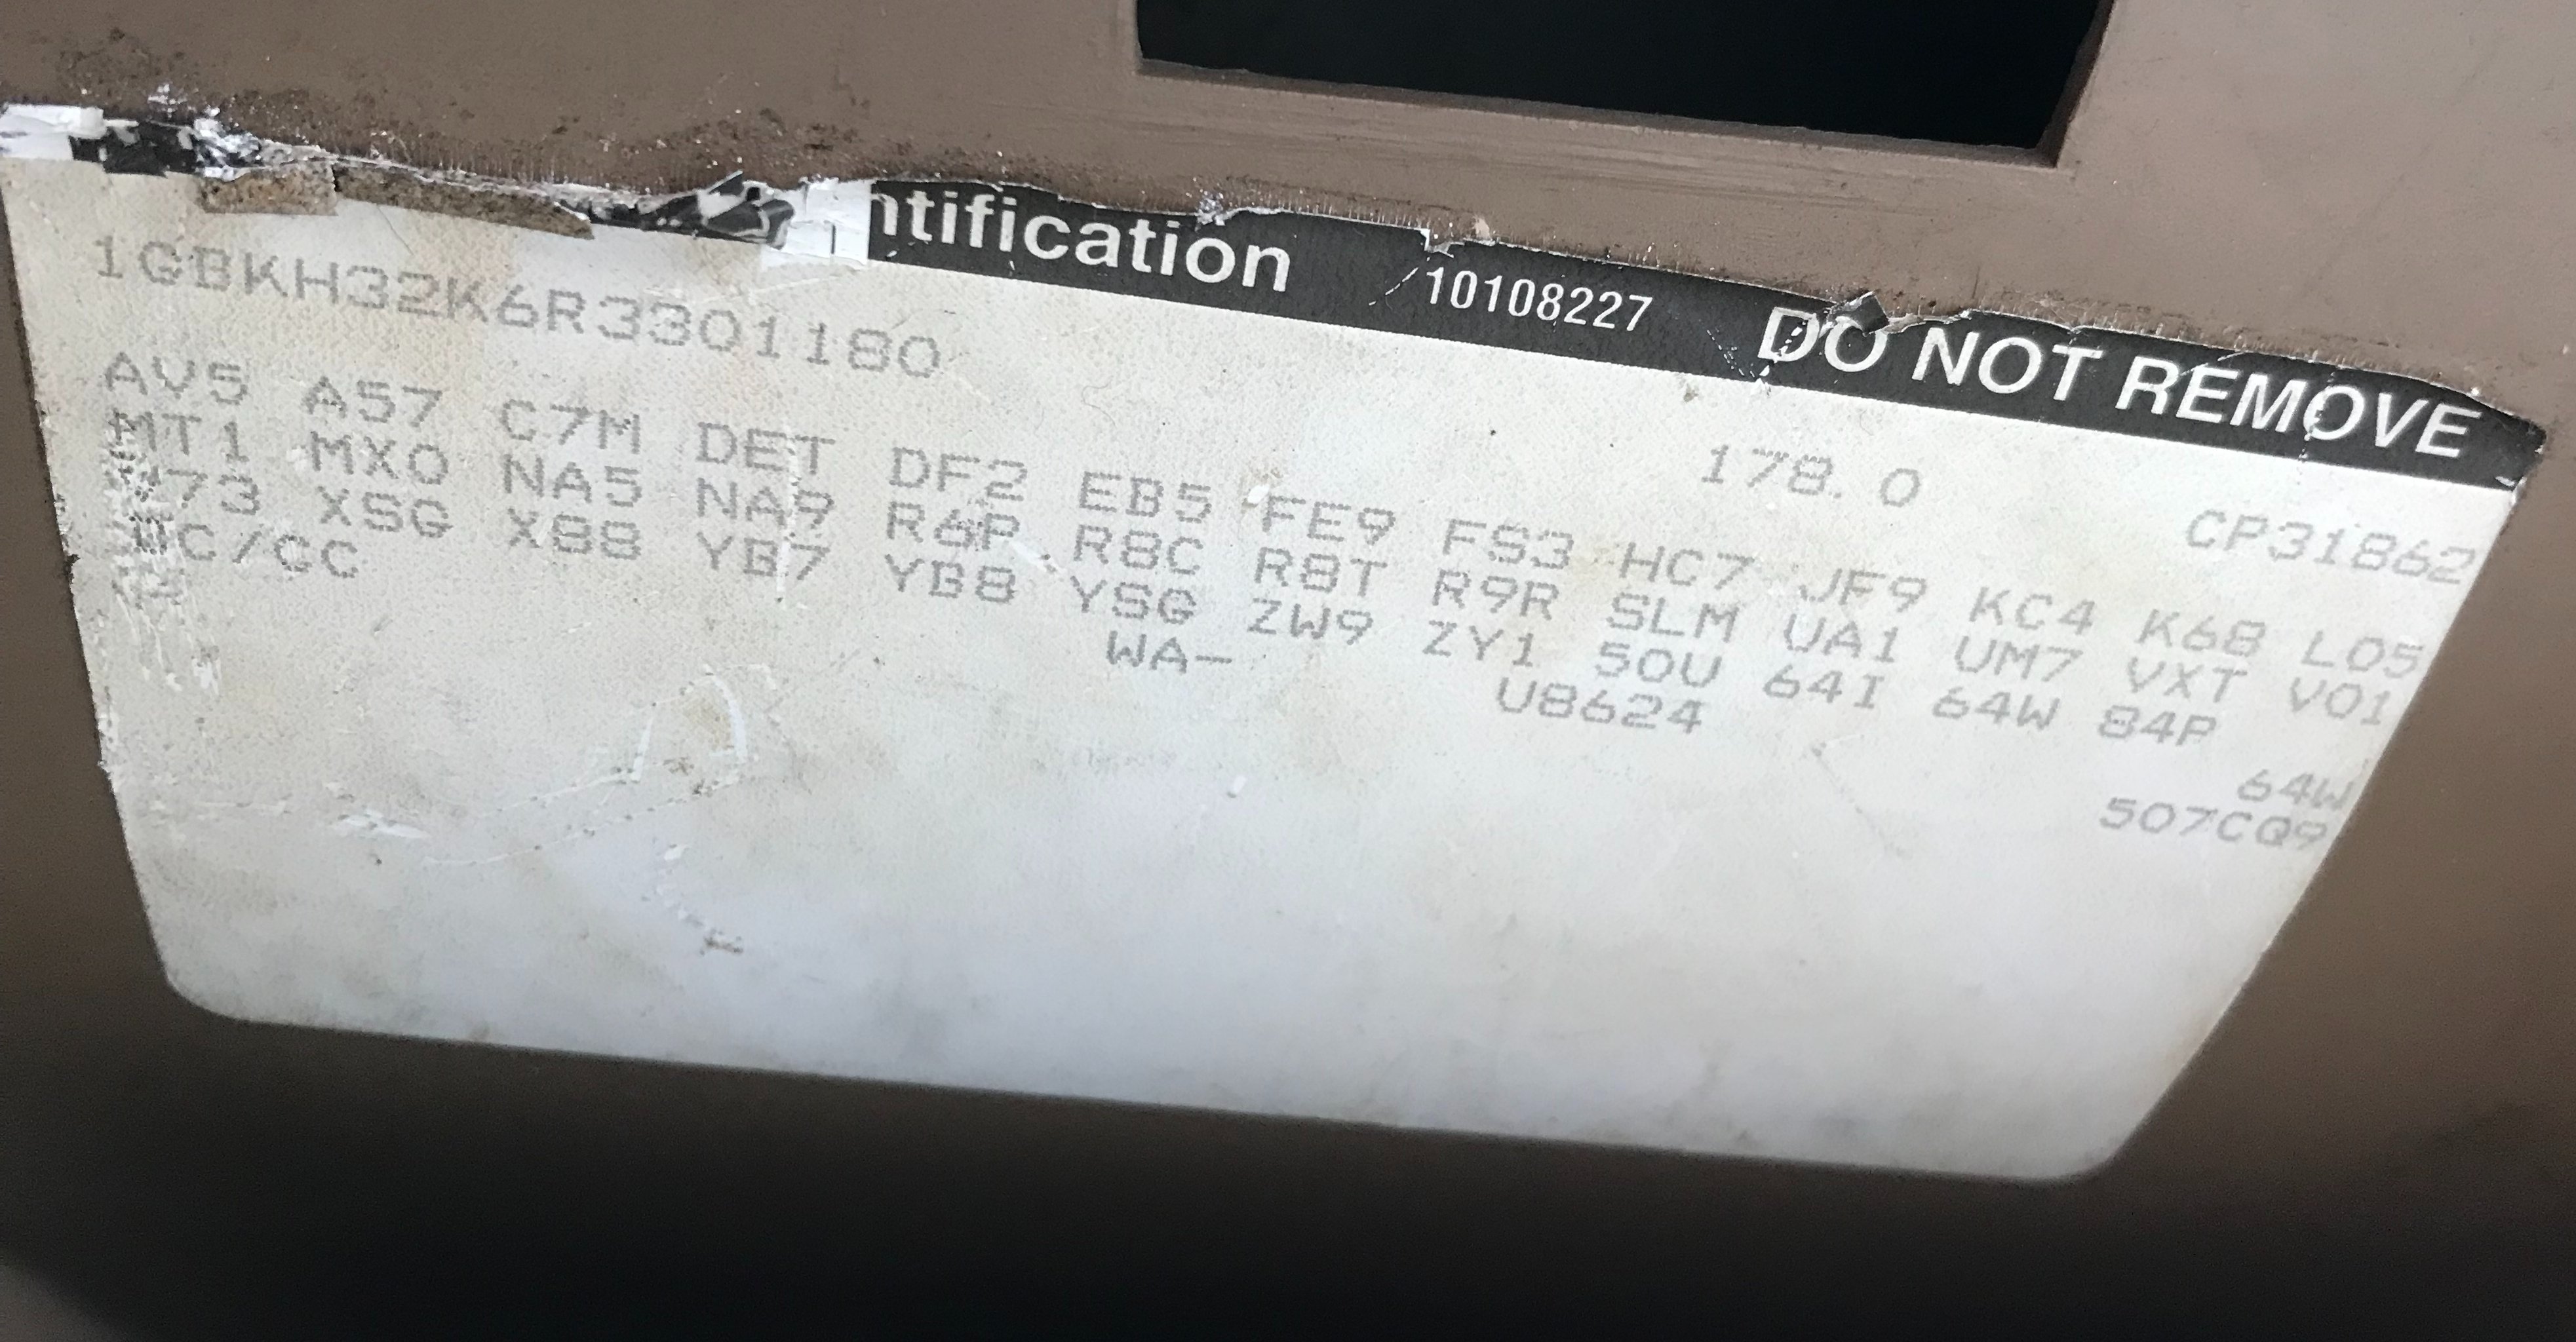 ntification 10108227 DO NOT REMOVE
1GBKH32K6R3301180 178.0 CP31862
AV5 A57 C7M DET DF2 EB5 FE9 FS3 HC7 JF9 KC4 K68 L05
MT1 MX0 NA5 NA9 R6P R8C R8T R9R SLM UA1 UM7 VXT V01
XSG X88 YB7 YB8 YSG ZW9 ZY1 50U 64I 64W 84P
WA- U8624 64W
507CQ9